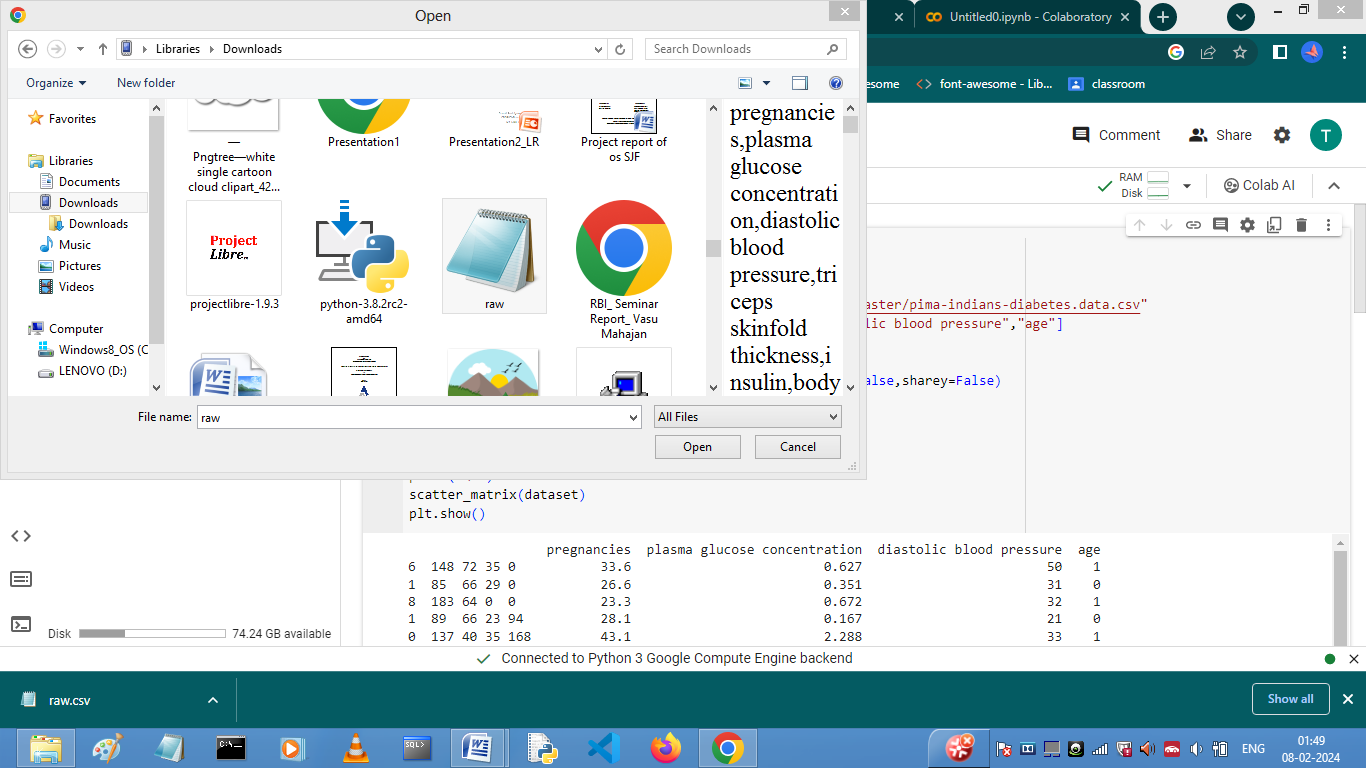 Open
Untitled0.ipynb - Colaboratory
Libraries
Downloads
Search Downloads
Organize
New folder
esome
font-awesome - Lib...
classroom
Favorites
Libraries
Documents
Downloads
Downloads
Music
Pictures
Videos
Computer
Windows8_OS (C
LENOVO (D:)
—
Pngtree—white
single cartoon
cloud clipart_42...
Presentation1
Presentation2_LR
Project report of
os SJF
Project
Libre..
projectlibre-1.9.3
python-3.8.2rc2-
amd64
raw
RBI_ Seminar
Report_ Vasu
Mahajan
pregnancie
s,plasma
glucose
concentrati
on,diastolic
blood
pressure,tri
ceps
skinfold
thickness,i
nsulin,body
File name:
raw
All Files
Open
Cancel
Comment
Share
T
RAM
Disk
Colab AI
aster/pima-indians-diabetes.data.csv"
lic blood pressure","age"]
alse,sharey=False)
scatter_matrix(dataset)
plt.show()
pregnancies plasma glucose concentration diastolic blood pressure age
6 148 72 35 0 33.6 0.627 50 1
1 85 66 29 0 26.6 0.351 31 0
8 183 64 0 0 23.3 0.672 32 1
1 89 66 23 94 28.1 0.167 21 0
0 137 40 35 168 43.1 2.288 33 1
Disk
74.24 GB available
Connected to Python 3 Google Compute Engine backend
raw.csv
Show all
C:\_
SQL>
ENG
01:49
08-02-2024